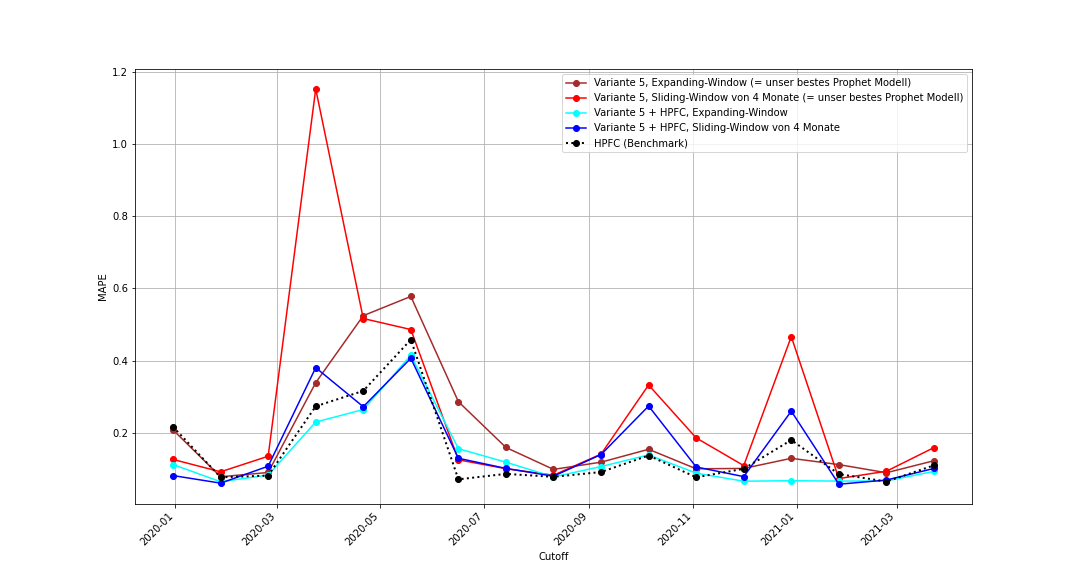 1.2
1.0
0.8
0.6
0.4
0.2
MAPE
Variante 5, Expanding-Window (= unser bestes Prophet Modell)
Variante 5, Sliding-Window von 4 Monate (= unser bestes Prophet Modell)
Variante 5 + HPFC, Expanding-Window
Variante 5 + HPFC, Sliding-Window von 4 Monate
HPFC (Benchmark)
2020-01
2020-03
2020-05
2020-07
2020-09
2020-11
2021-01
2021-03
Cutoff